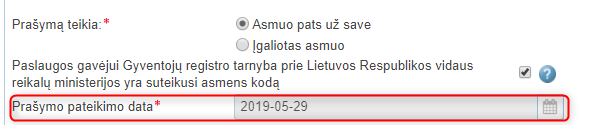 Prašymą teikia:* Asmuo pats už save
Įgaliotas asmuo
Paslaugos gavėjui Gyventojų registro tarnyba prie Lietuvos Respublikos vidaus
reikalų ministerijos yra suteikusi asmens kodą
Prašymo pateikimo data* 2019-05-29